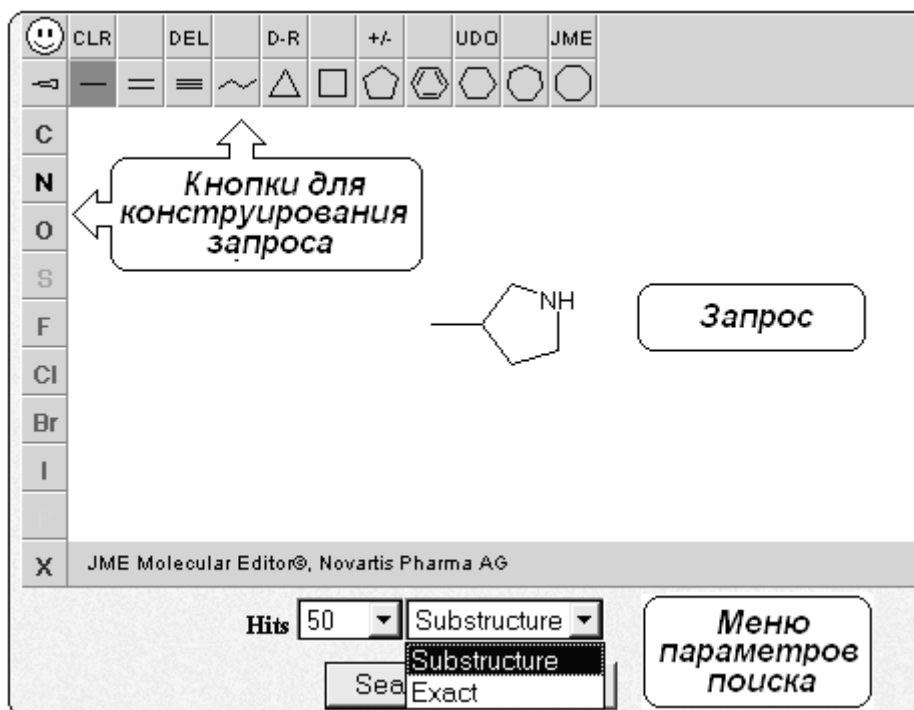 CLR DEL D-R +/- UDO JME
C
N
O
S
F
Cl
Br
I
P
X
Кнопки для
конструирования
запроса
NH
Запрос
JME Molecular Editor©, Novartis Pharma AG
Hits 50 Substructure
Substructure
Exact
Sea
Меню
параметров
поиска